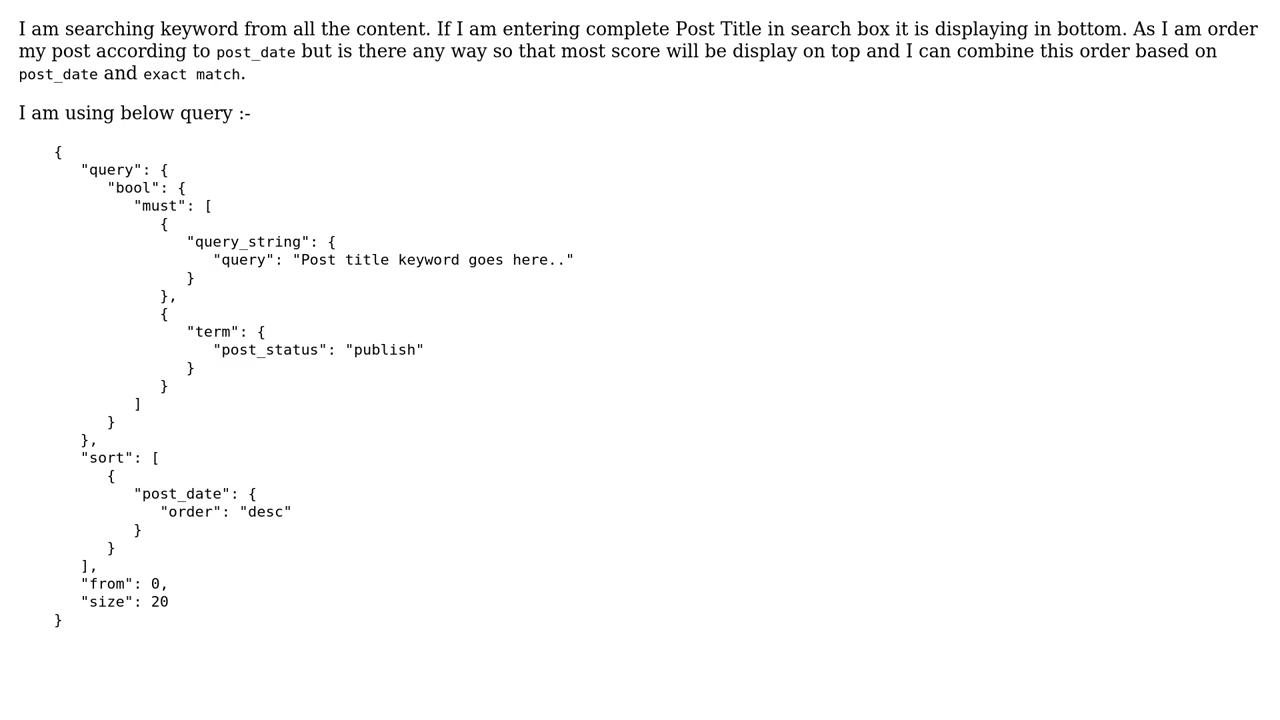 I am searching keyword from all the content. If I am entering complete Post Title in search box it is displaying in bottom. As I am order
my post according to post_date but is there any way so that most score will be display on top and I can combine this order based on
post_date and exact match.
I am using below query :-
{
   "query": {
      "bool": {
         "must": [
            {
               "query_string": {
                  "query": "Post title keyword goes here.."
               }
            },
            {
               "term": {
                  "post_status": "publish"
               }
            }
         ]
      }
   },
   "sort": [
      {
         "post_date": {
            "order": "desc"
         }
      }
   ],
   "from": 0,
   "size": 20
}